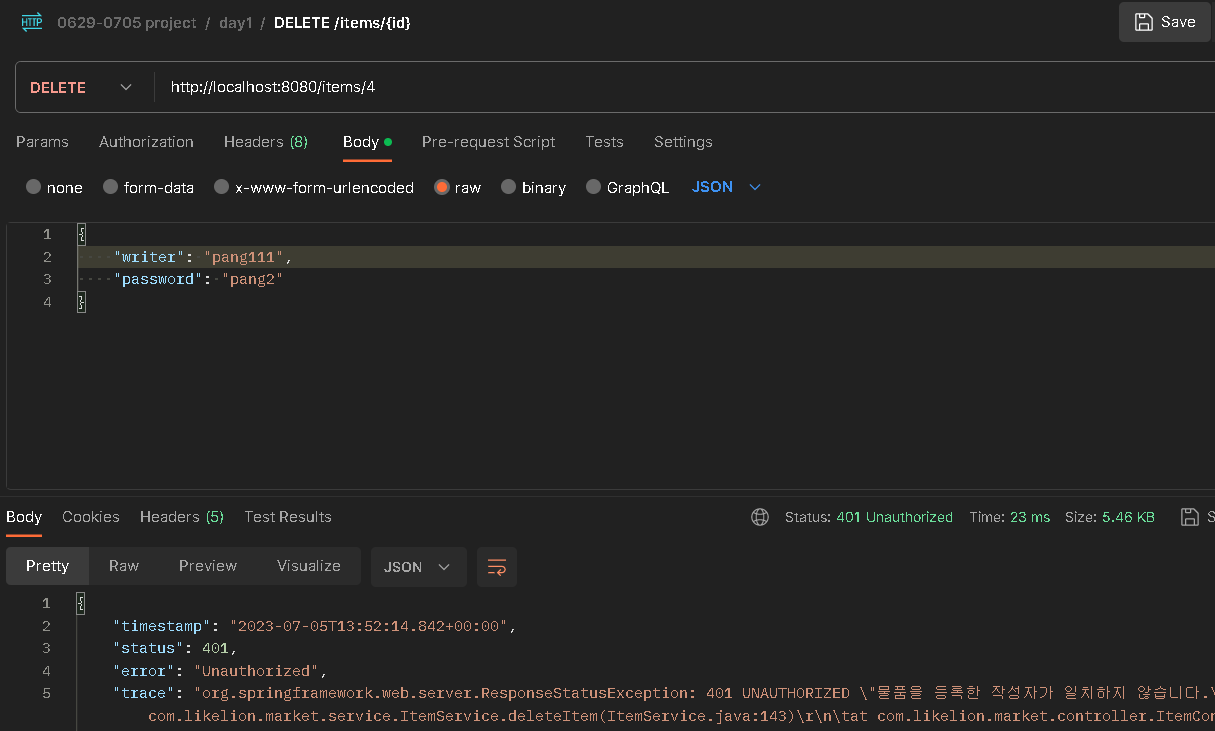 HTTP 0629-0705 project / day1 / DELETE /items/{id} Save
DELETE http://localhost:8080/items/4
Params Authorization Headers (8) Body Pre-request Script Tests Settings
none form-data x-www-form-urlencoded raw binary GraphQL JSON
1 {
2 "writer": "pang111",
3 "password": "pang2"
4 }
Body Cookies Headers (5) Test Results Status: 401 Unauthorized Time: 23 ms Size: 5.46 KB S
Pretty Raw Preview Visualize JSON
1 {
2 "timestamp": "2023-07-05T13:52:14.842+00:00",
3 "status": 401,
4 "error": "Unauthorized",
5 "trace": "org.springframework.web.server.ResponseStatusException: 401 UNAUTHORIZED \"물품을 등록한 작성자가 일치하지 않습니다.\
com.likelion.market.service.ItemService.deleteItem(ItemService.java:143)\r\n\tat com.likelion.market.controller.ItemCon